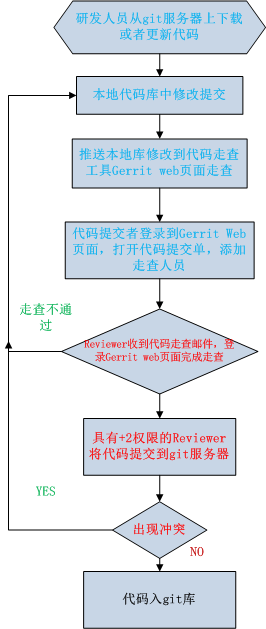 研发人员从git服务器上下载
或者更新代码
本地代码库中修改提交
推送本地库修改到代码走查
工具Gerrit web页面走查
代码提交者登录到Gerrit Web
页面，打开代码提交单，添加
走查人员
走查不通
过
Reviewer收到代码走查邮件，登
录Gerrit web页面完成走查
具有+2权限的Reviewer
将代码提交到git服务器
YES
出现冲突
NO
代码入git库